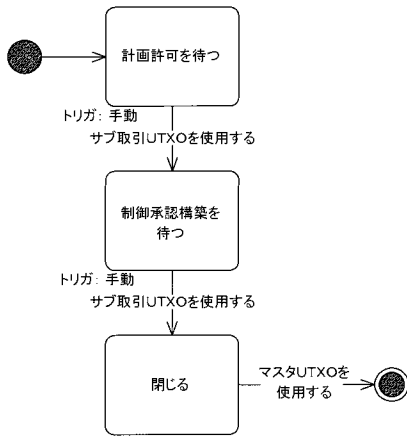 計画許可を待つ
トリガ: 手動
サブ取引UTXOを使用する
制御承認構築を
待つ
トリガ: 手動
サブ取引UTXOを使用する
閉じる
マスタUTXOを
使用する